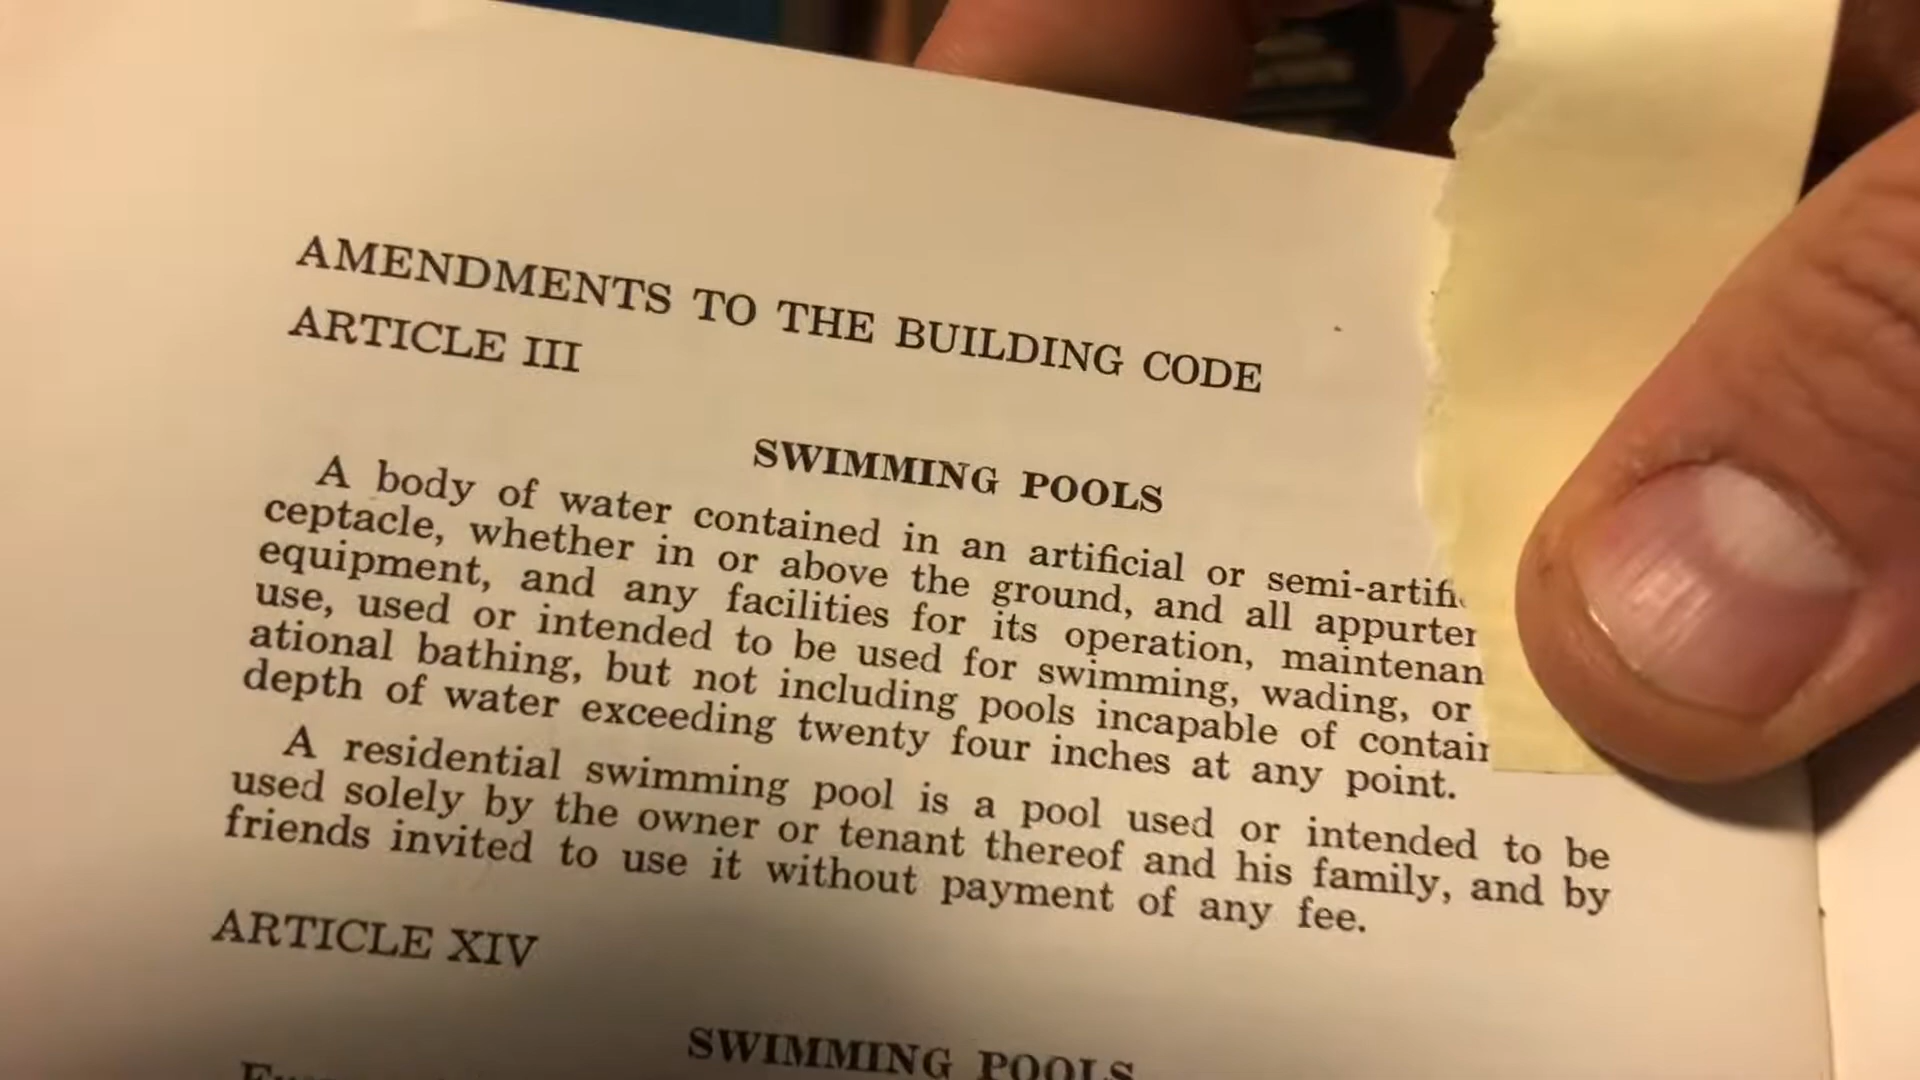 AMENDMENTS TO THE BUILDING CODE
ARTICLE III
SWIMMING POOLS
A body of water contained in an artificial or semi-artifi
ceptacle, whether in or above the ground, and all appurten
equipment, and any facilities for its operation, maintenan
use, used or intended to be used for swimming, wading, or
ational bathing, but not including pools incapable of contain
depth of water exceeding twenty four inches at any point.
A residential swimming pool is a pool used or intended to be
used solely by the owner or tenant thereof and his family, and by
friends invited to use it without payment of any fee.
ARTICLE XIV
SWIMMING POOLS